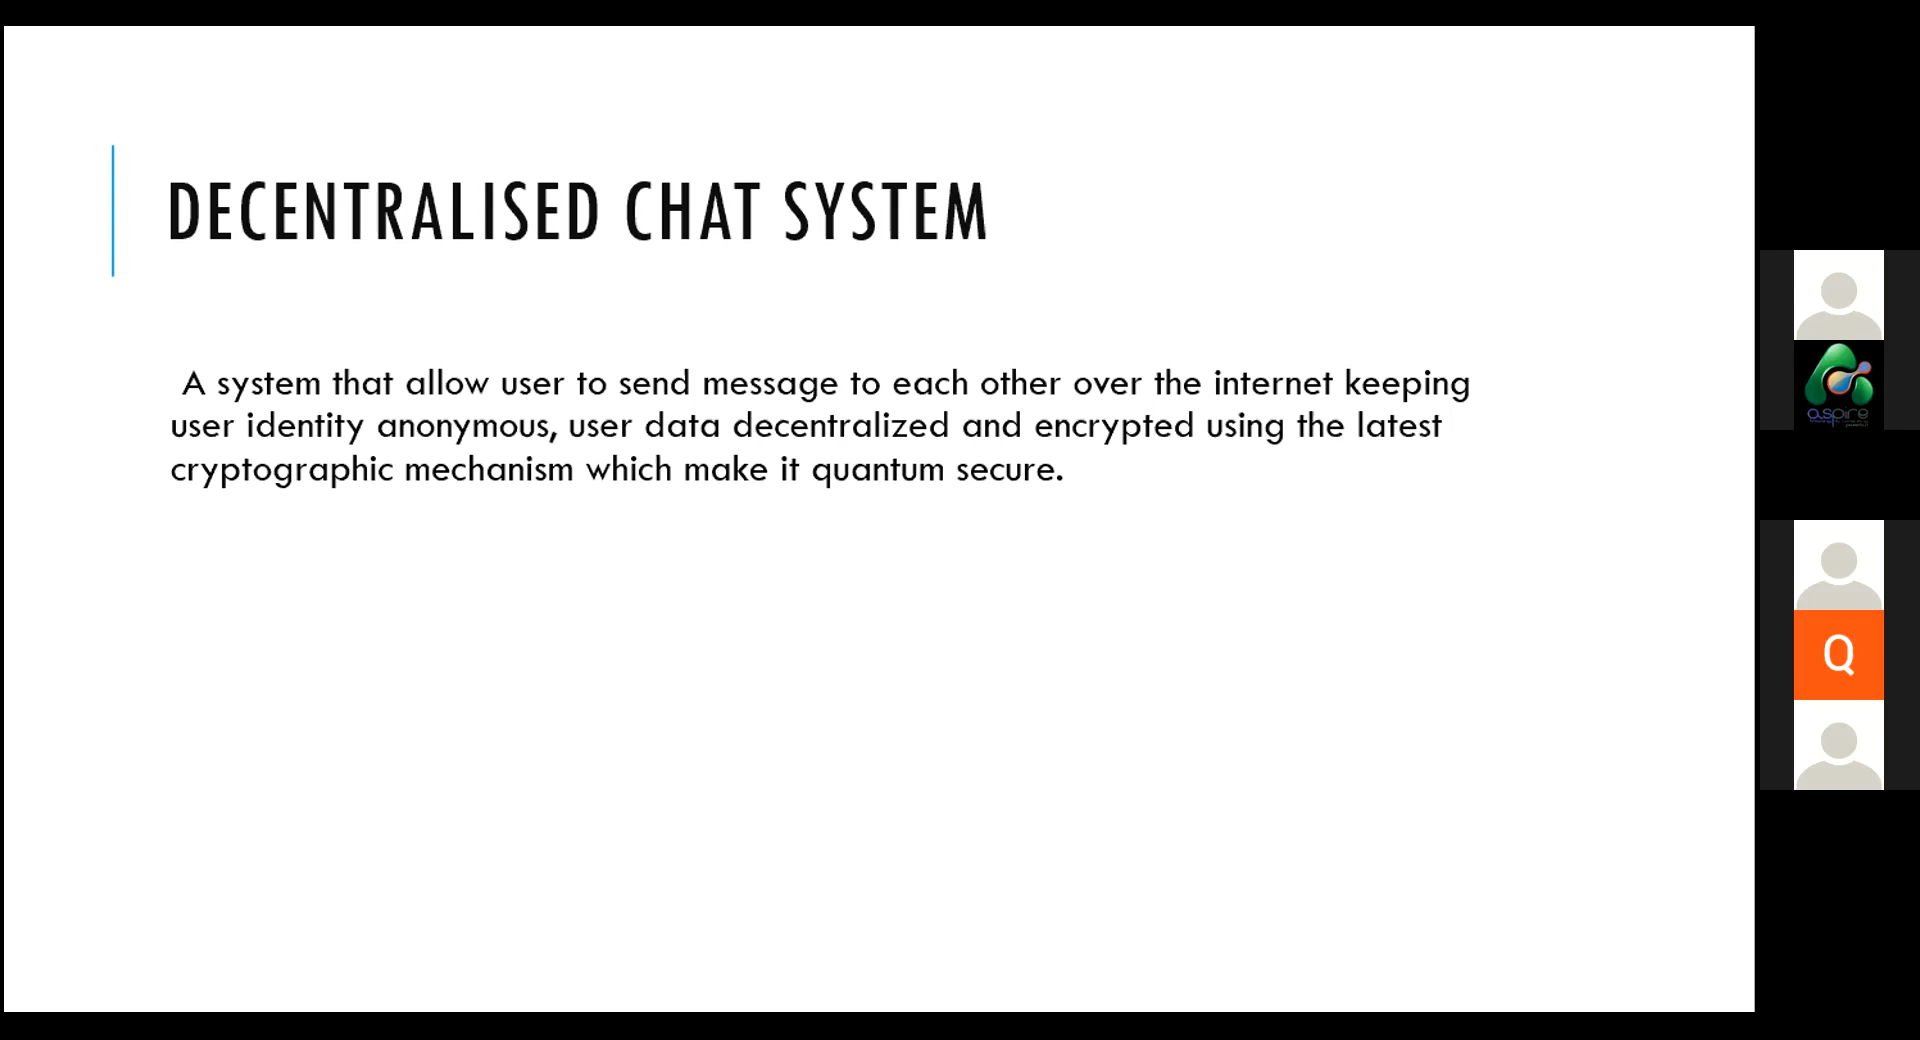 DECENTRALISED CHAT SYSTEM
A system that allow user to send message to each other over the internet keeping
user identity anonymous, user data decentralized and encrypted using the latest
cryptographic mechanism which make it quantum secure.
aspire
Q